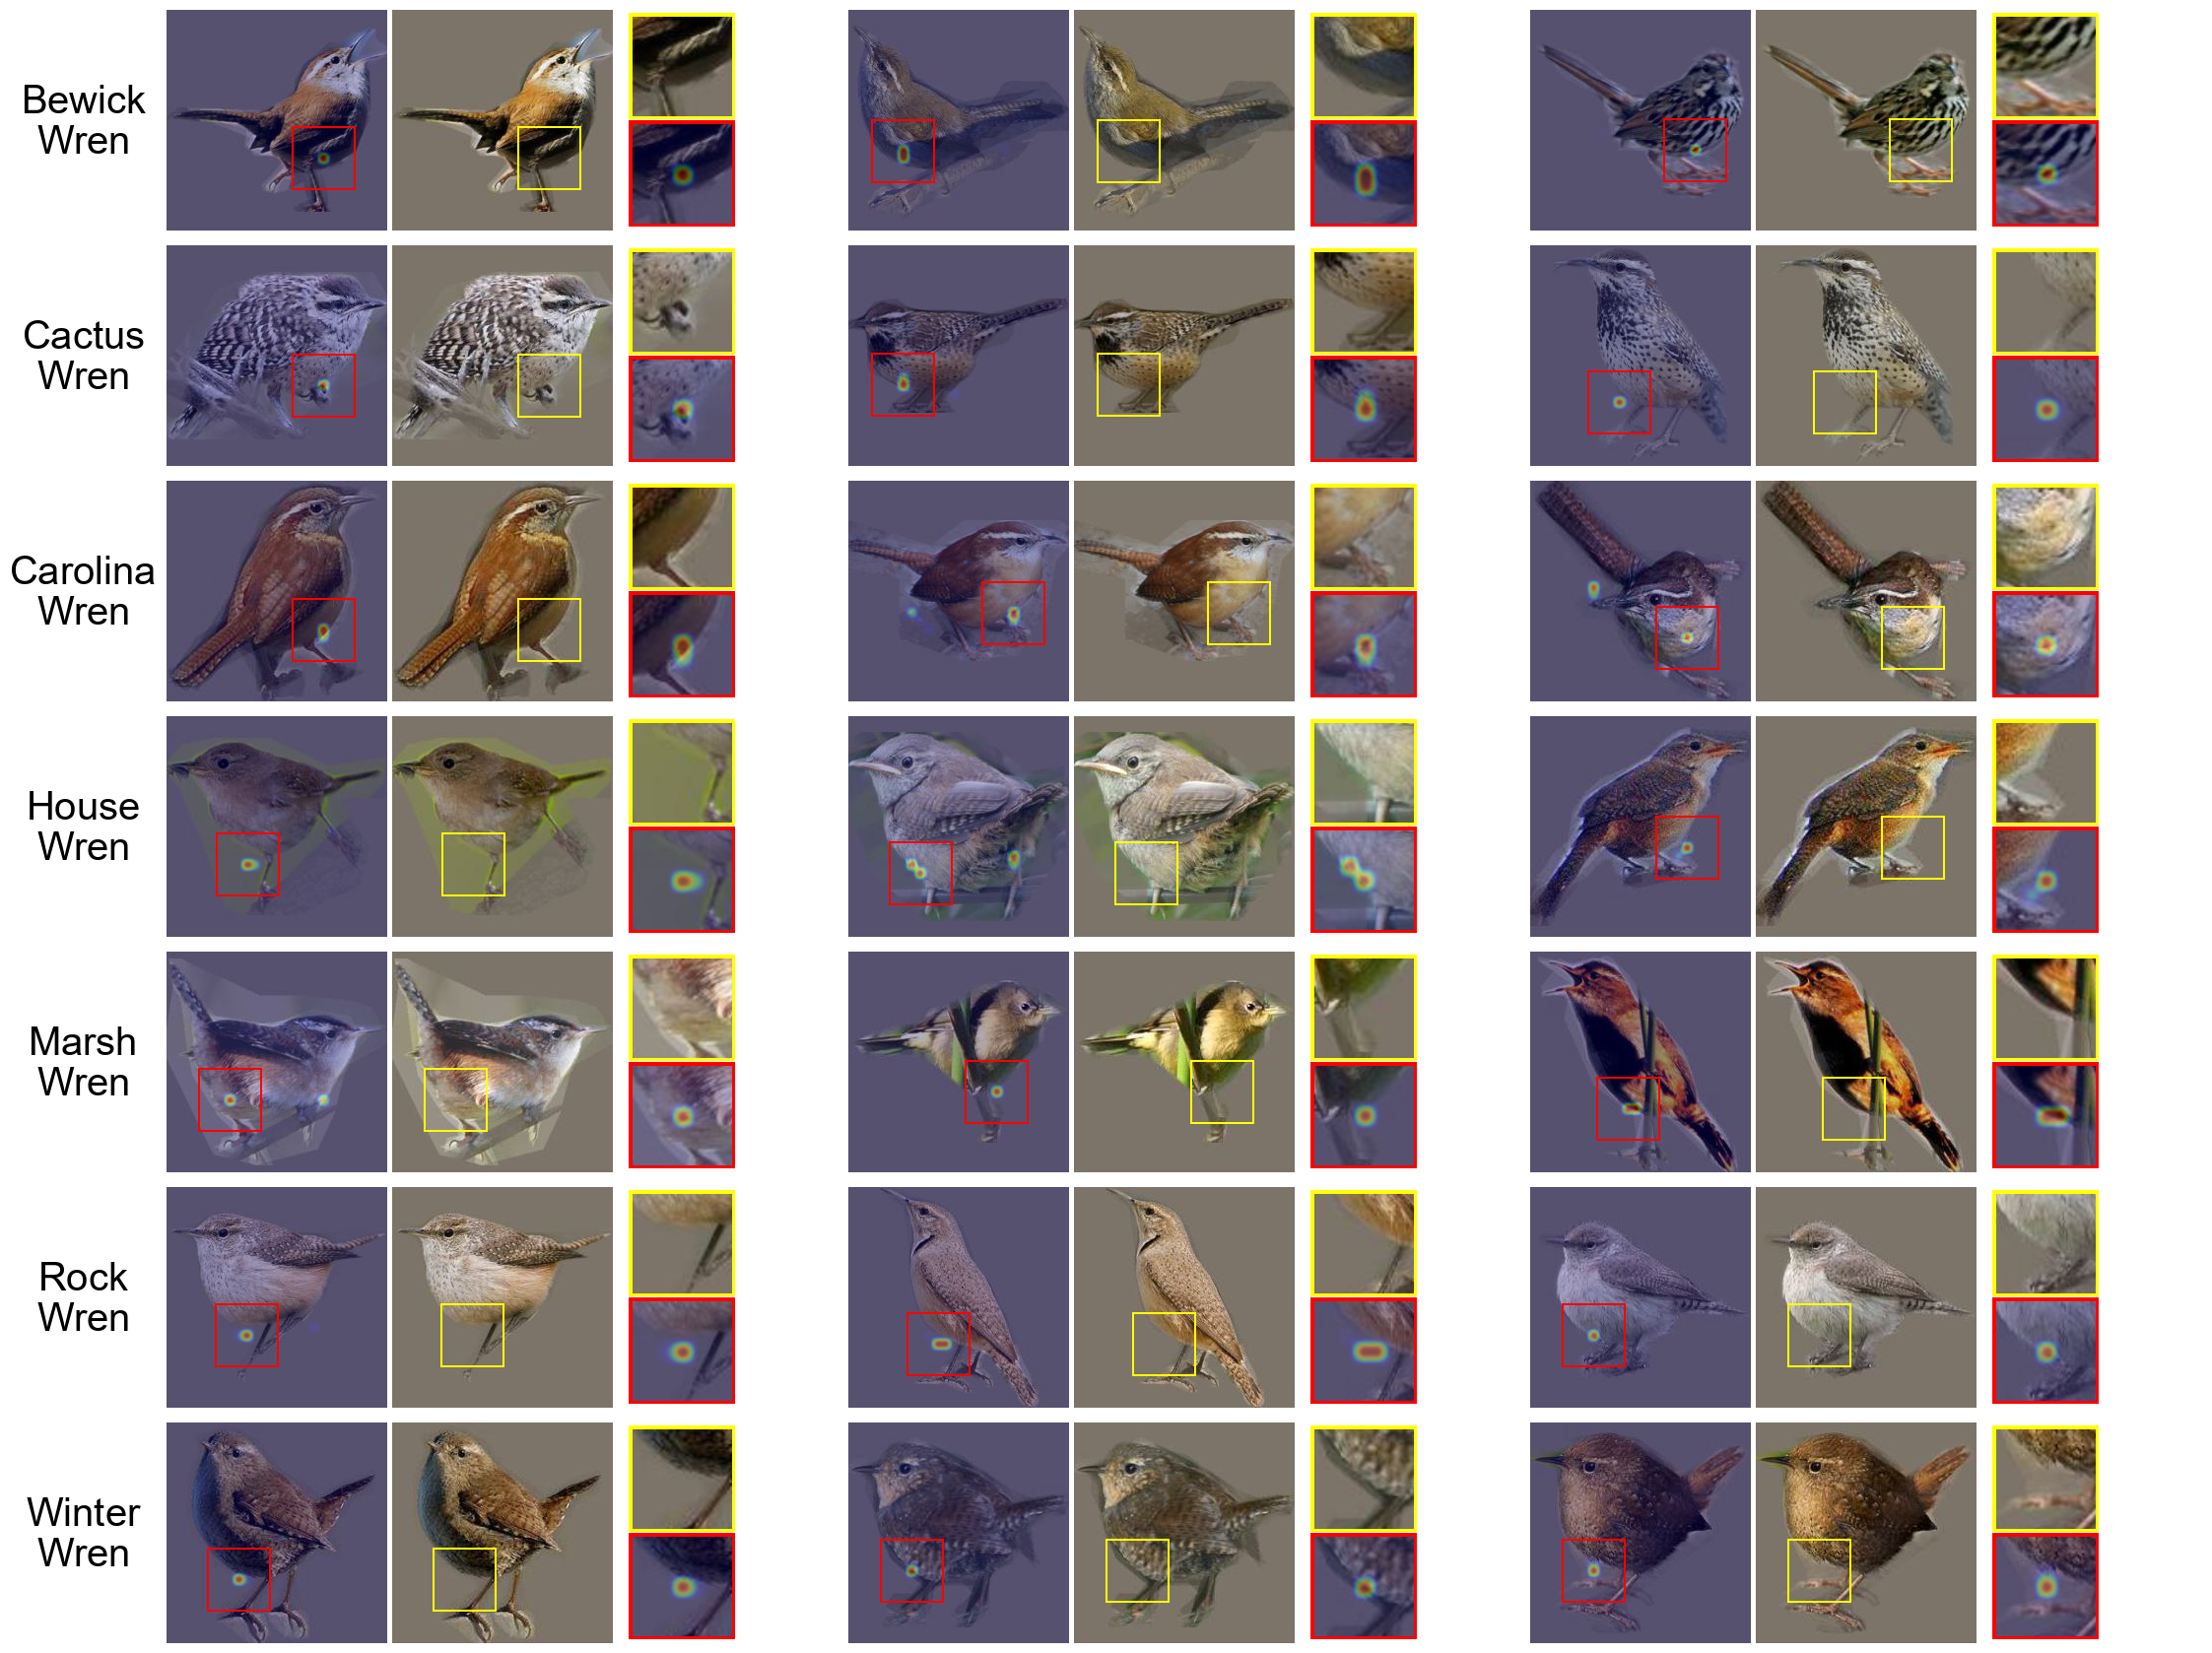 Bewick
Wren
Cactus
Wren
Carolina
Wren
House
Wren
Marsh
Wren
Rock
Wren
Winter
Wren